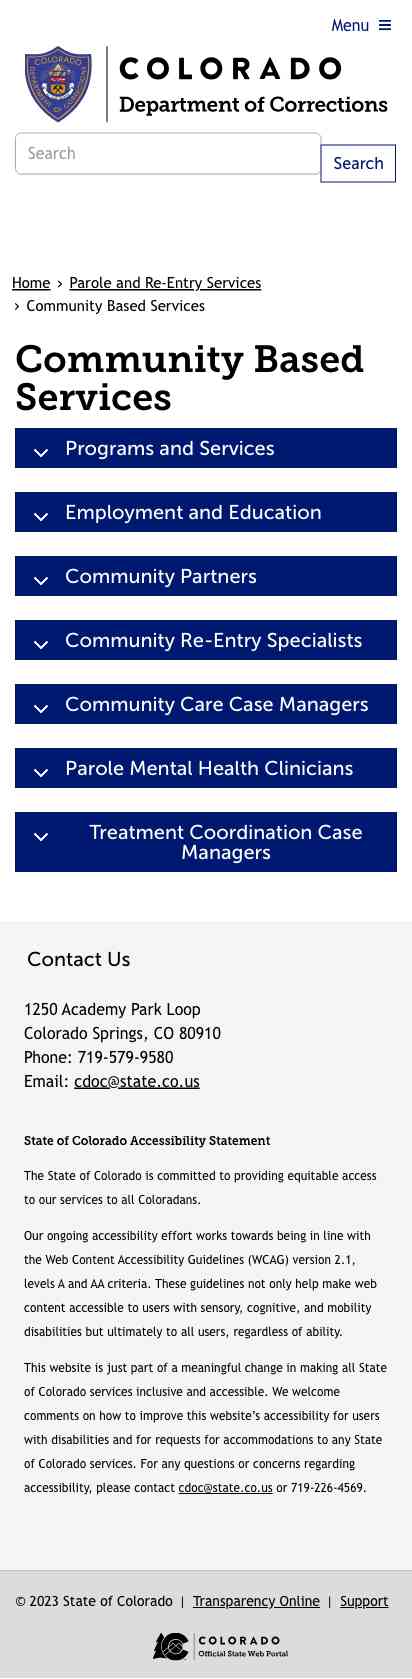 Menu
COLORADO
Department of Corrections
Search
Search
Home › Parole and Re-Entry Services
› Community Based Services
Community Based
Services
Programs and Services
Employment and Education
Community Partners
Community Re-Entry Specialists
Community Care Case Managers
Parole Mental Health Clinicians
Treatment Coordination Case
Managers
Contact Us
1250 Academy Park Loop
Colorado Springs, CO 80910
Phone: 719-579-9580
Email: cdoc@state.co.us
State of Colorado Accessibility Statement
The State of Colorado is committed to providing equitable access
to our services to all Coloradans.
Our ongoing accessibility effort works towards being in line with
the Web Content Accessibility Guidelines (WCAG) version 2.1,
levels A and AA criteria. These guidelines not only help make web
content accessible to users with sensory, cognitive, and mobility
disabilities but ultimately to all users, regardless of ability.
This website is just part of a meaningful change in making all State
of Colorado services inclusive and accessible. We welcome
comments on how to improve this website's accessibility for users
with disabilities and for requests for accommodations to any State
of Colorado services. For any questions or concerns regarding
accessibility, please contact cdoc@state.co.us or 719-226-4569.
© 2023 State of Colorado | Transparency Online | Support
COLORADO
Official State Web Portal